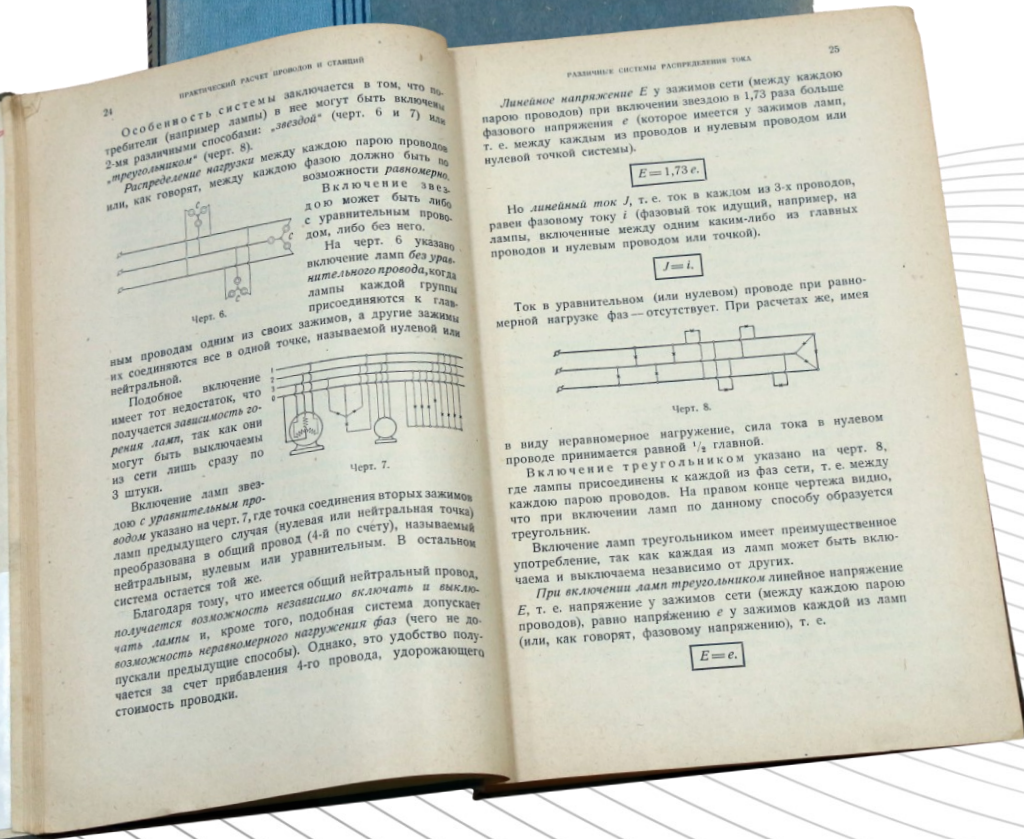 24
ПРАКТИЧЕСКИЙ РАСЧЕТ ПРОВОДОВ И СТАНЦИЙ
Особенность системы заключается в том, что по-
требители (например лампы) в нее могут быть включены
2-мя различными способами: „звездой“ (черт. 6 и 7) или
„треугольником“ (черт. 8).
Распределение нагрузки между каждою парою проводов
или, как говорят, между каждою фазою должно быть по
возможности равномерно.
Включение звез-
дою может быть либо
с уравнительным прово-
дом, либо без него.
На черт. 6 указано
включение ламп без урав-
нительного провода, когда
лампы каждой группы
присоединяются к глав-
c
c
c
Черт. 6.
ным проводам одним из своих зажимов, а другие зажимы
их соединяются все в одной точке, называемой нулевой или
нейтральной.
Подобное включение
имеет тот недостаток, что
получается зависимость го-
рения ламп, так как они
могут быть выключаемы
из сети лишь сразу по
3 штуки.
Включение ламп звез-
1
2
3
0
Черт. 7.
дою с уравнительным про-
водом указано на черт. 7, где точка соединения вторых зажимов
ламп предыдущего случая (нулевая или нейтральная точка)
преобразована в общий провод (4-й по счету), называемый
нейтральным, нулевым или уравнительным. В остальном
система остается той же.
Благодаря тому, что имеется общий нейтральный провод,
получается возможность независимо включать и выклю-
чать лампы и, кроме того, подобная система допускает
возможность неравномерного нагружения фаз (чего не до-
пускали предыдущие способы). Однако, это удобство полу-
чается за счет прибавления 4-го провода, удорожающего
стоимость проводки.
РАЗЛИЧНЫЕ СИСТЕМЫ РАСПРЕДЕЛЕНИЯ ТОКА
25
Линейное напряжение E у зажимов сети (между каждою
парою проводов) при включении звездою в 1,73 раза больше
фазового напряжения e (которое имеется у зажимов ламп,
т. е. между каждым из проводов и нулевым проводом или
нулевой точкой системы).
E = 1,73 e.
Но линейный ток J, т. е. ток в каждом из 3-х проводов,
равен фазовому току i (фазовый ток идущий, например, на
лампы, включенные между одним каким-либо из главных
проводов и нулевым проводом или точкой).
J = i.
Ток в уравнительном (или нулевом) проводе при равно-
мерной нагрузке фаз — отсутствует. При расчетах же, имея
Черт. 8.
в виду неравномерное нагружение, сила тока в нулевом
проводе принимается равной 1/2 главной.
Включение треугольником указано на черт. 8,
где лампы присоединены к каждой из фаз сети, т. е. между
каждою парою проводов. На правом конце чертежа видно,
что при включении ламп по данному способу образуется
треугольник.
Включение ламп треугольником имеет преимущественное
употребление, так как каждая из ламп может быть вклю-
чаема и выключаема независимо от других.
При включении ламп треугольником линейное напряжение
E, т. е. напряжение у зажимов сети (между каждою парою
проводов), равно напряжению e у зажимов каждой из ламп
(или, как говорят, фазовому напряжению), т. е.
E = e.